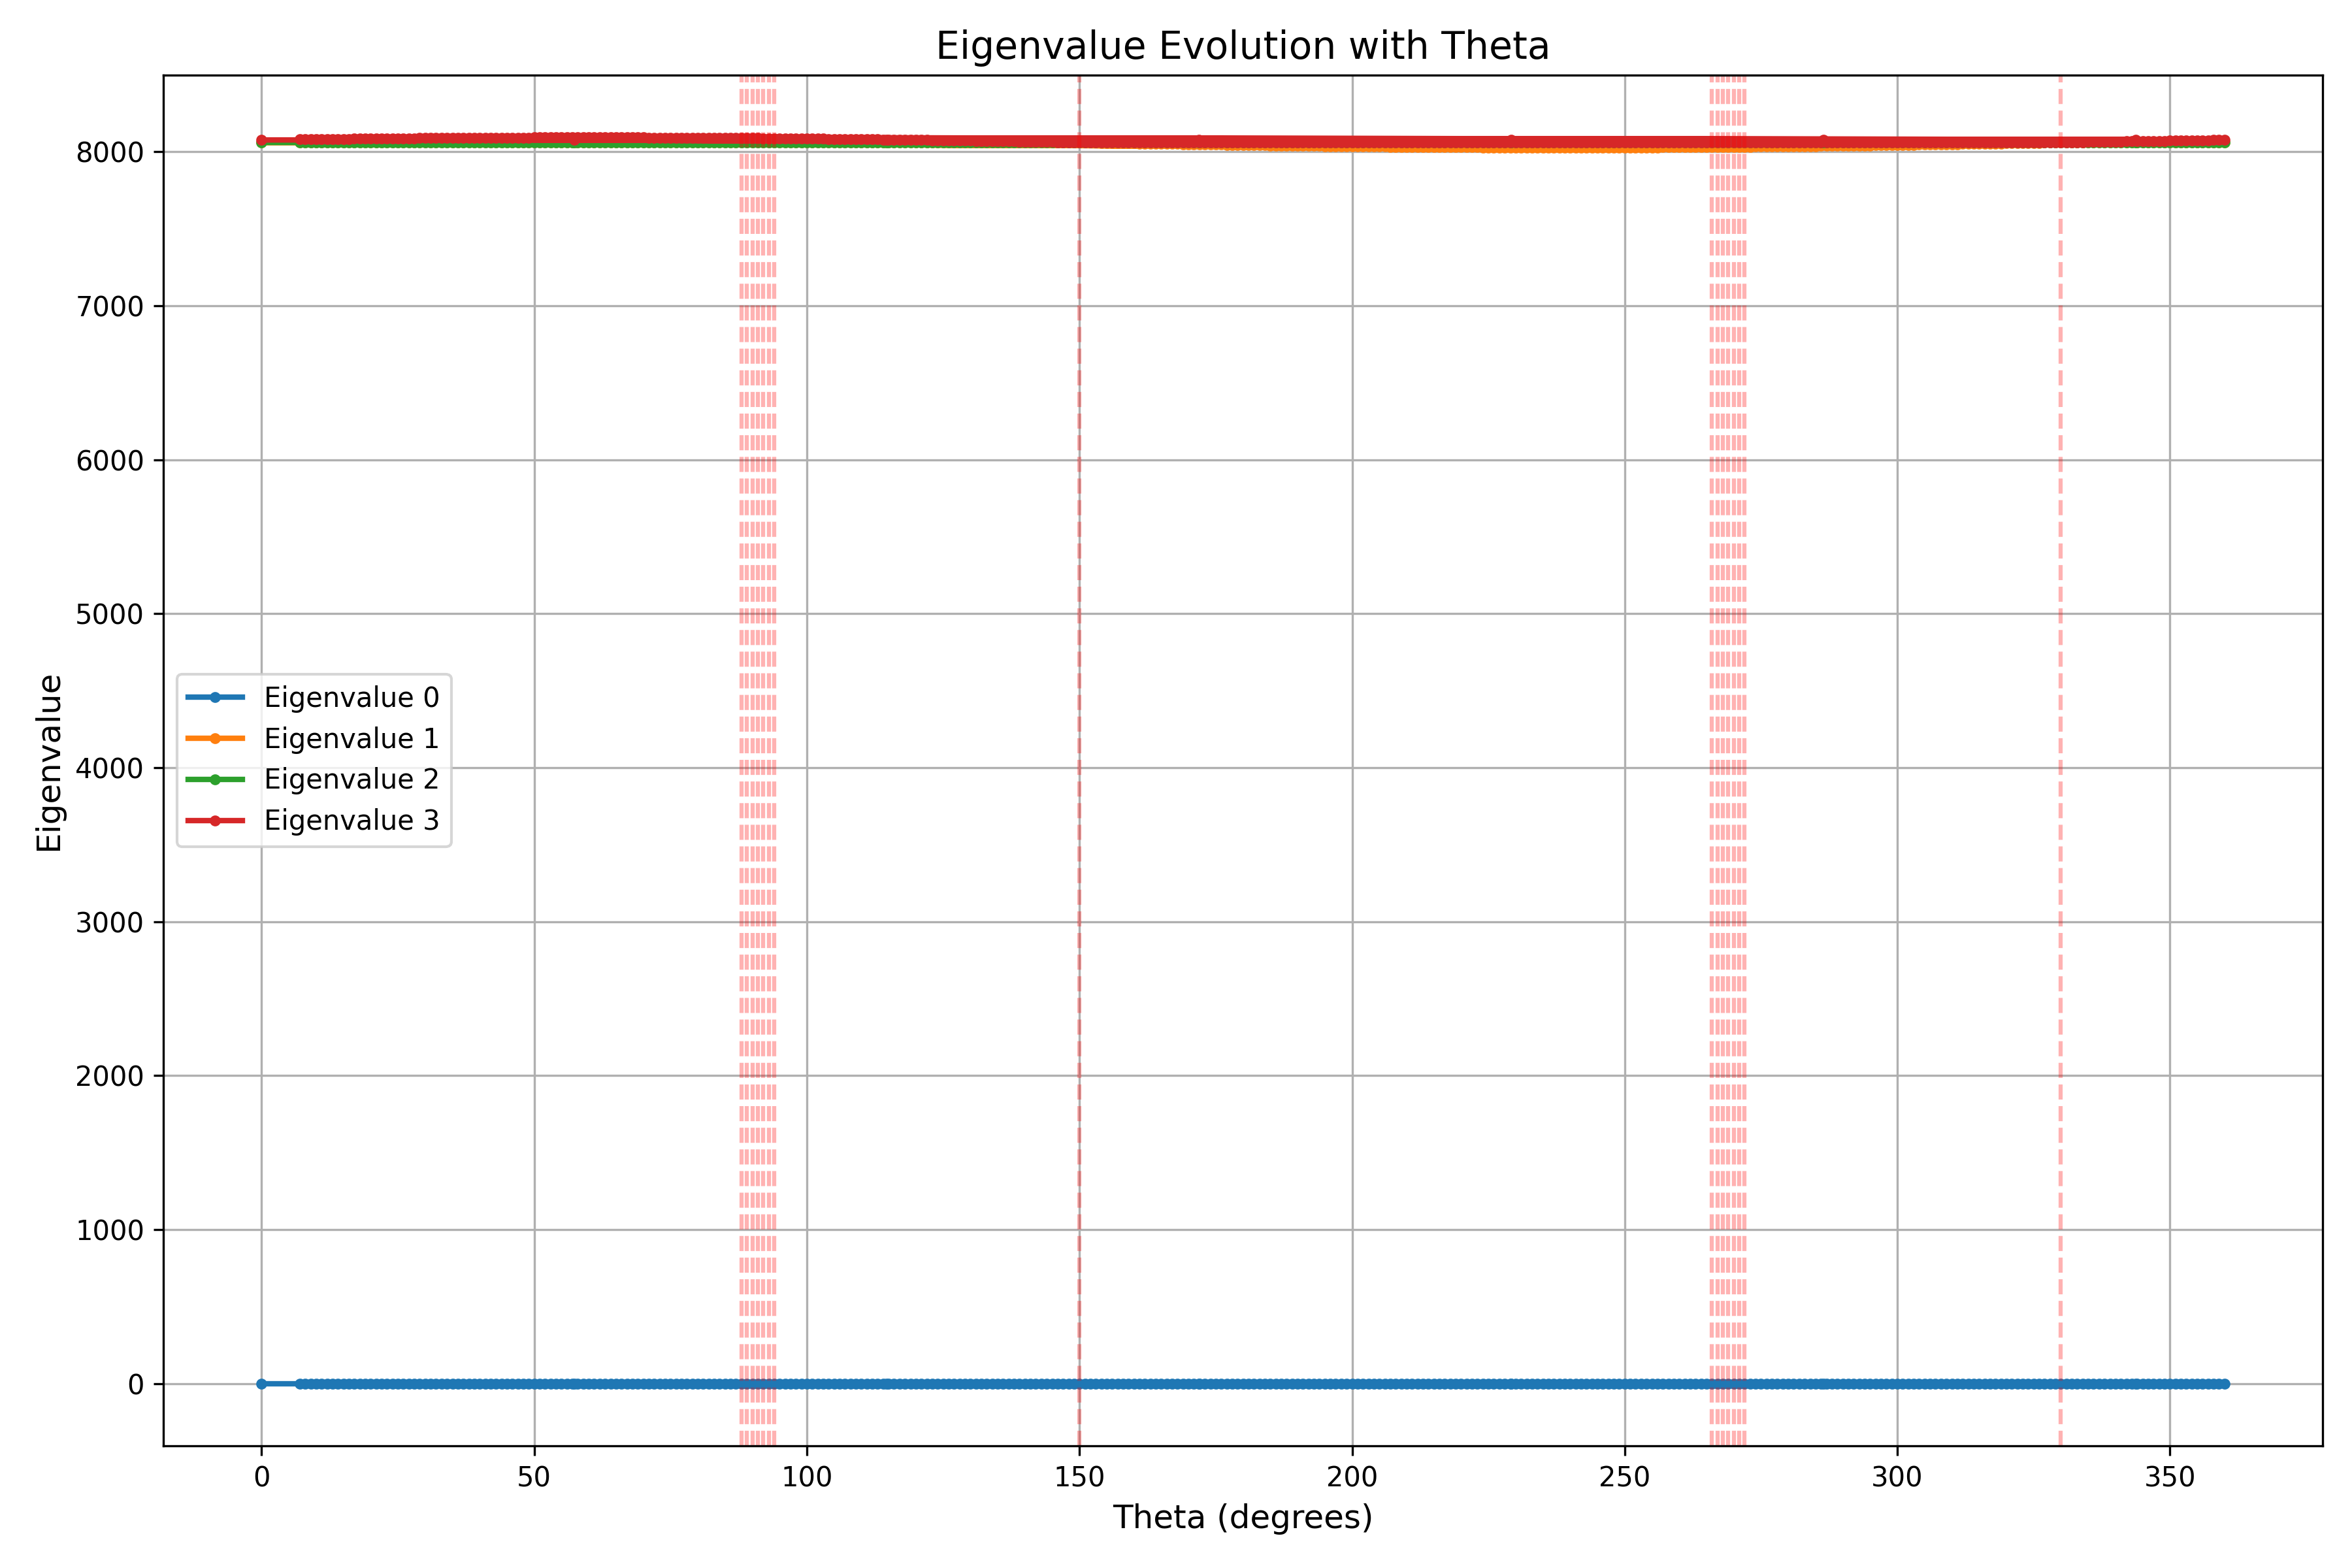 Eigenvalue Evolution with Theta
Eigenvalue
8000
7000
6000
5000
4000
3000
2000
1000
0
Eigenvalue 0
Eigenvalue 1
Eigenvalue 2
Eigenvalue 3
0 50 100 150 200 250 300 350
Theta (degrees)